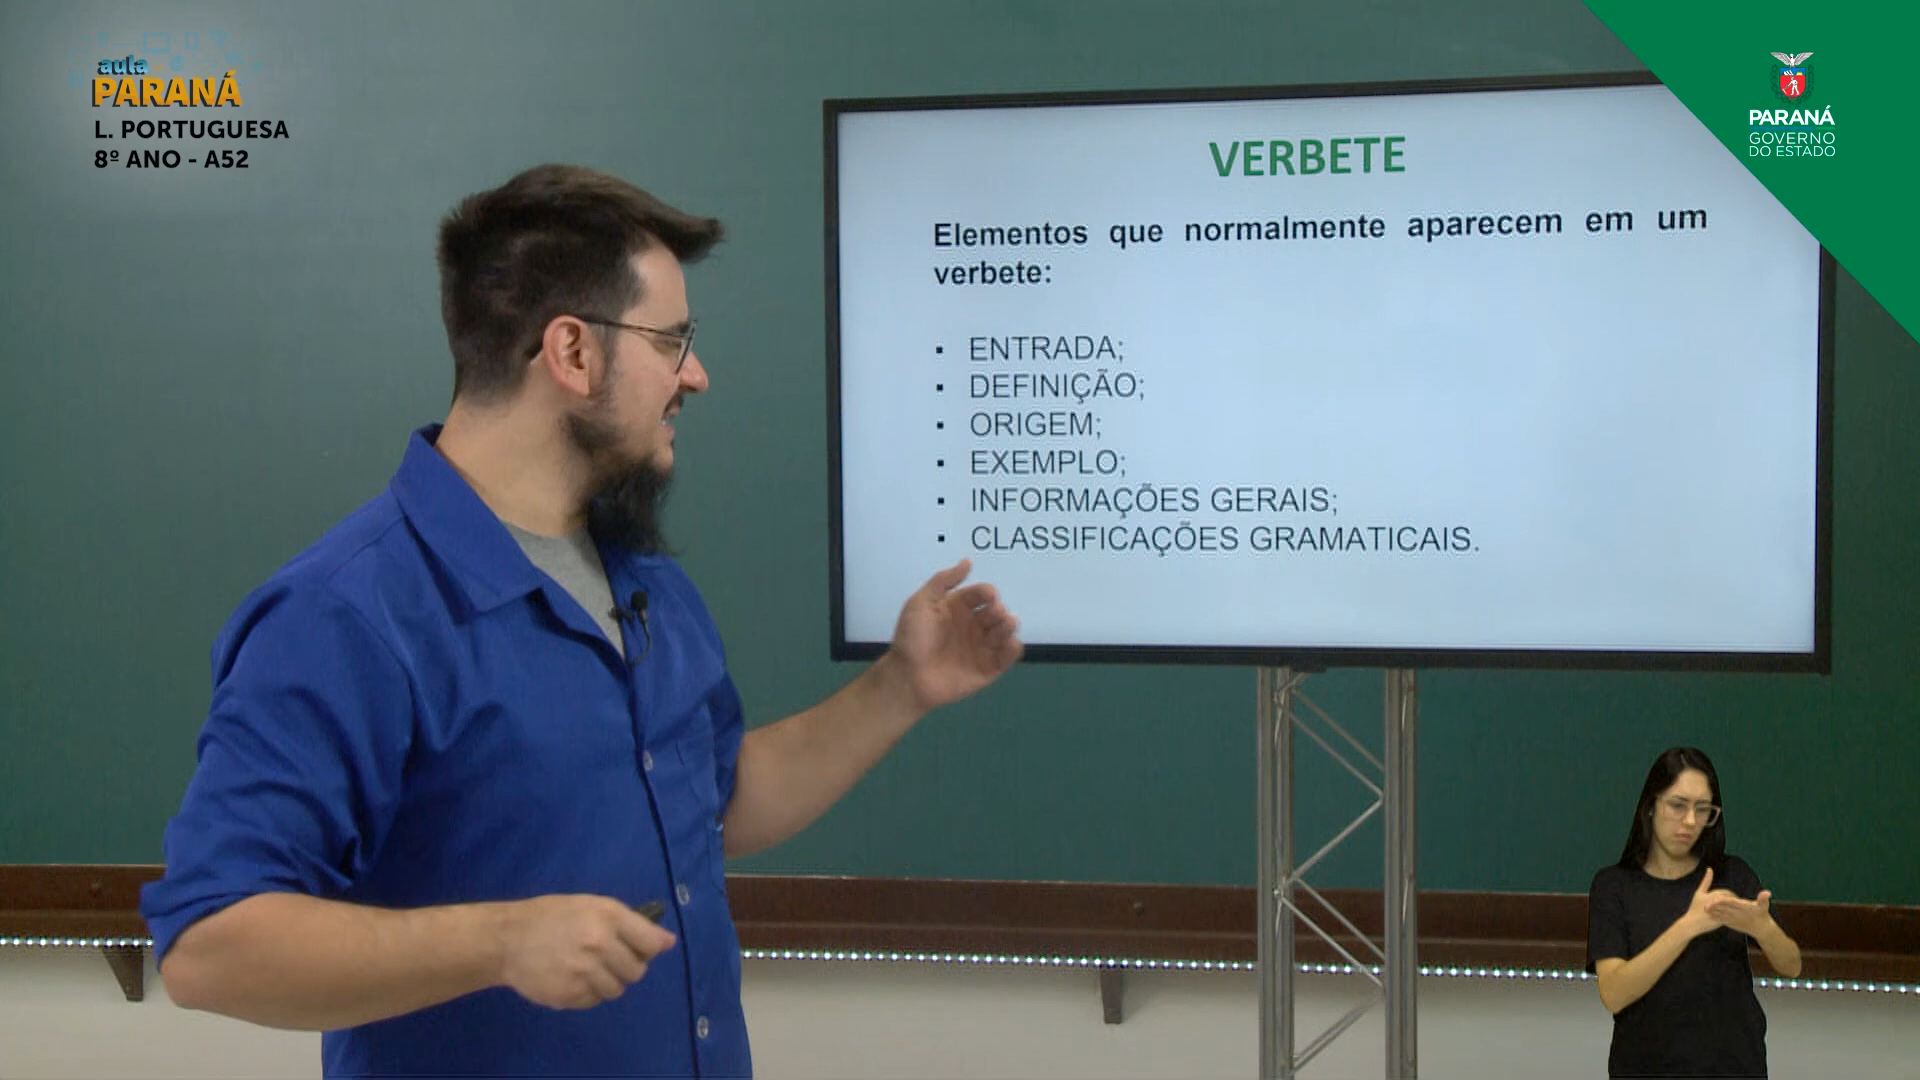 aula
PARANÁ
L. PORTUGUESA
8º ANO - A52
PARANÁ
GOVERNO
DO ESTADO
VERBETE
Elementos que normalmente aparecem em um
verbete:
▪ ENTRADA;
▪ DEFINIÇÃO;
▪ ORIGEM;
▪ EXEMPLO;
▪ INFORMAÇÕES GERAIS;
▪ CLASSIFICAÇÕES GRAMATICAIS.